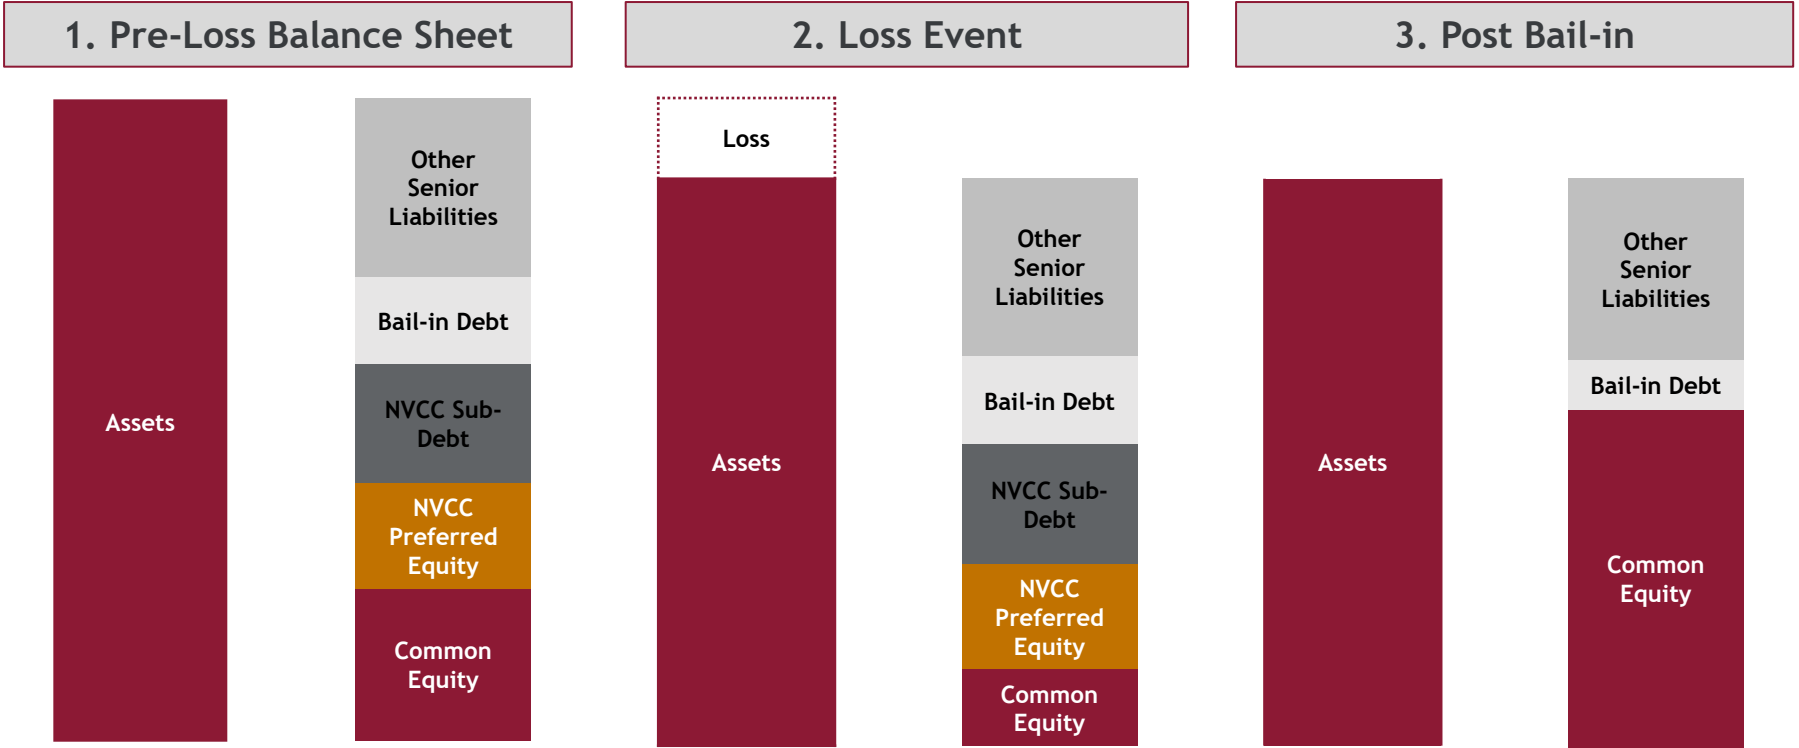 1. Pre-Loss Balance Sheet
Assets
Other
Senior
Liabilities
Bail-in Debt
NVCC Sub-
Debt
NVCC
Preferred
Equity
Common
Equity
2. Loss Event
Loss
Assets
Other
Senior
Liabilities
Bail-in Debt
NVCC Sub-
Debt
NVCC
Preferred
Equity
Common
Equity
3. Post Bail-in
Assets
Other
Senior
Liabilities
Bail-in Debt
Common
Equity